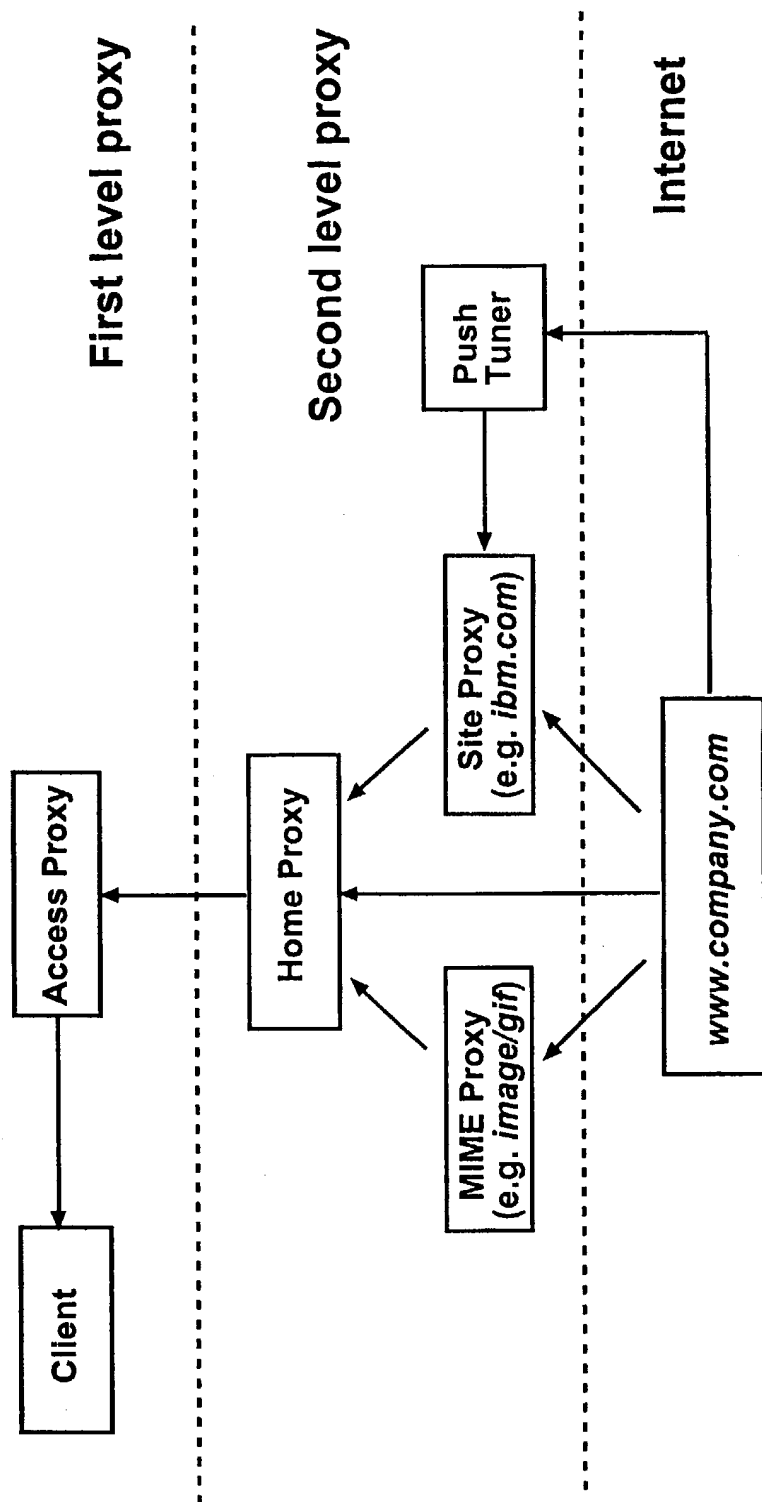 First level proxy
Client
Access Proxy
Second level proxy
Home Proxy
MIME Proxy
(e.g. image/gif)
Site Proxy
(e.g. ibm.com)
Push
Tuner
Internet
www.company.com